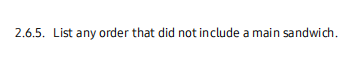 2.6.5. List any order that did not include a main sandwich.